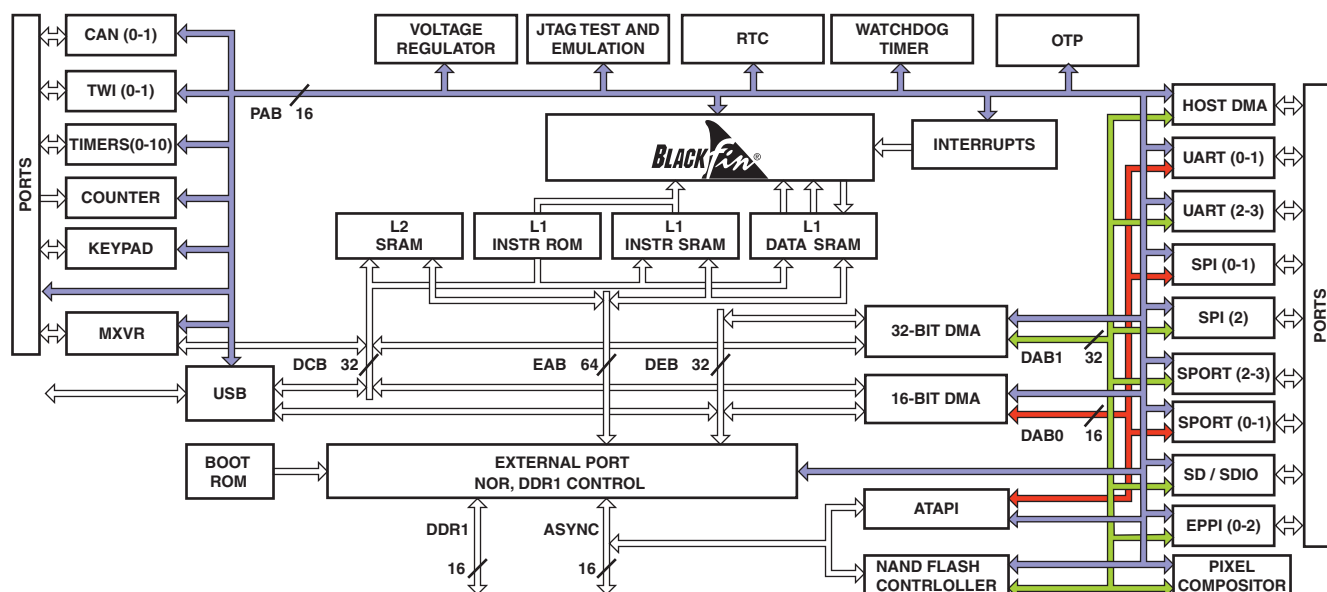 PORTS
CAN (0-1)
TWI (0-1)
TIMERS(0-10)
COUNTER
KEYPAD
MXVR
USB
BOOT
ROM
VOLTAGE
REGULATOR
JTAG TEST AND
EMULATION
RTC
WATCHDOG
TIMER
OTP
PAB 16
BLACKfin®
INTERRUPTS
L2
SRAM
L1
INSTR ROM
L1
INSTR SRAM
L1
DATA SRAM
DCB 32
EAB 64
DEB 32
32-BIT DMA
16-BIT DMA
DAB1 32
DAB0 16
EXTERNAL PORT
NOR, DDR1 CONTROL
DDR1
16
ASYNC
16
ATAPI
NAND FLASH
CONTRLOLLER
HOST DMA
UART (0-1)
UART (2-3)
SPI (0-1)
SPI (2)
SPORT (2-3)
SPORT (0-1)
SD / SDIO
EPPI (0-2)
PIXEL
COMPOSITOR
PORTS